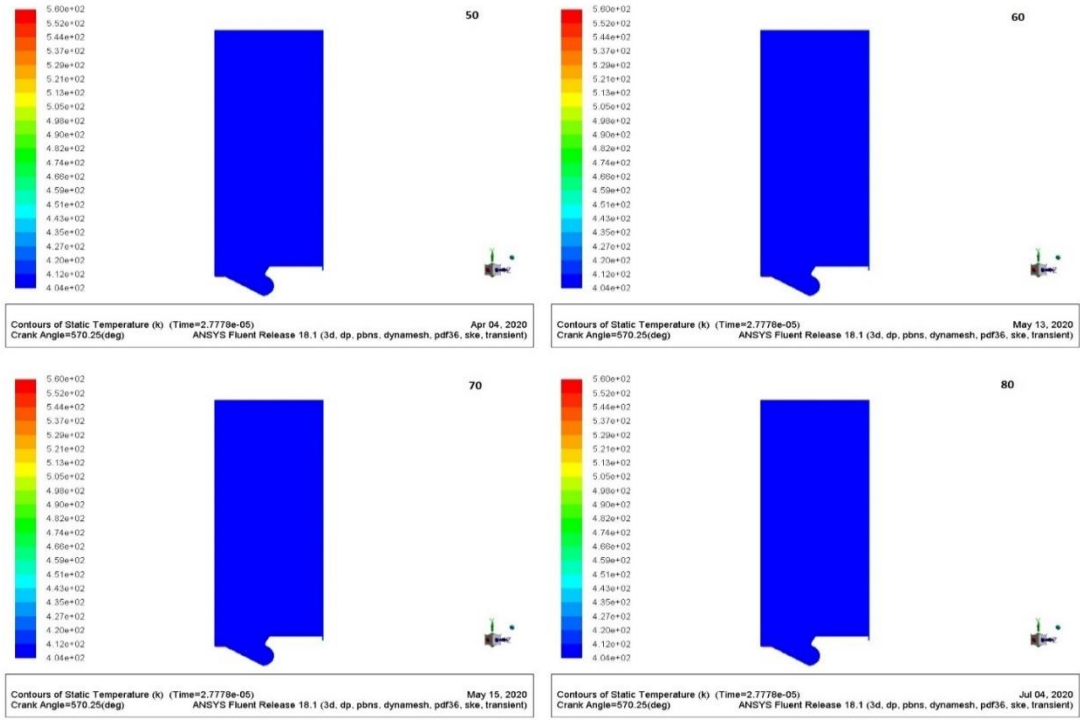 5.60e+02
5.52e+02
5.44e+02
5.37e+02
5.29e+02
5.21e+02
5.13e+02
5.05e+02
4.98e+02
4.90e+02
4.82e+02
4.74e+02
4.66e+02
4.59e+02
4.51e+02
4.43e+02
4.35e+02
4.27e+02
4.20e+02
4.12e+02
4.04e+02
50
Contours of Static Temperature (k) (Time=2.7778e-05) Apr 04, 2020
Crank Angle=570.25(deg) ANSYS Fluent Release 18.1 (3d, dp, pbns, dynamesh, pdf36, ske, transient)
5.60e+02
5.52e+02
5.44e+02
5.37e+02
5.29e+02
5.21e+02
5.13e+02
5.05e+02
4.98e+02
4.90e+02
4.82e+02
4.74e+02
4.66e+02
4.59e+02
4.51e+02
4.43e+02
4.35e+02
4.27e+02
4.20e+02
4.12e+02
4.04e+02
60
Contours of Static Temperature (k) (Time=2.7778e-05) May 13, 2020
Crank Angle=570.25(deg) ANSYS Fluent Release 18.1 (3d, dp, pbns, dynamesh, pdf36, ske, transient)
5.60e+02
5.52e+02
5.44e+02
5.37e+02
5.29e+02
5.21e+02
5.13e+02
5.05e+02
4.98e+02
4.90e+02
4.82e+02
4.74e+02
4.66e+02
4.59e+02
4.51e+02
4.43e+02
4.35e+02
4.27e+02
4.20e+02
4.12e+02
4.04e+02
70
Contours of Static Temperature (k) (Time=2.7778e-05) May 15, 2020
Crank Angle=570.25(deg) ANSYS Fluent Release 18.1 (3d, dp, pbns, dynamesh, pdf36, ske, transient)
5.60e+02
5.52e+02
5.44e+02
5.37e+02
5.29e+02
5.21e+02
5.13e+02
5.05e+02
4.98e+02
4.90e+02
4.82e+02
4.74e+02
4.66e+02
4.59e+02
4.51e+02
4.43e+02
4.35e+02
4.27e+02
4.20e+02
4.12e+02
4.04e+02
80
Contours of Static Temperature (k) (Time=2.7778e-05) Jul 04, 2020
Crank Angle=570.25(deg) ANSYS Fluent Release 18.1 (3d, dp, pbns, dynamesh, pdf36, ske, transient)